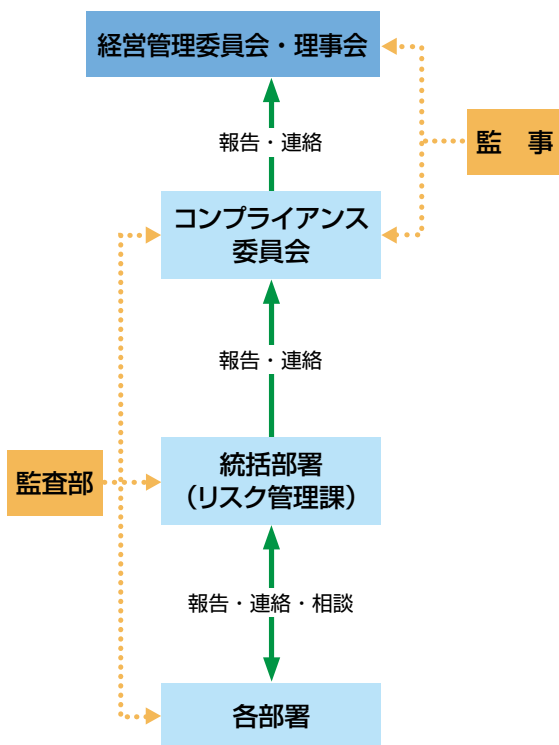 経営管理委員会・理事会
報告・連絡
監　事
コンプライアンス
委員会
報告・連絡
監査部
統括部署
（リスク管理課）
報告・連絡・相談
各部署